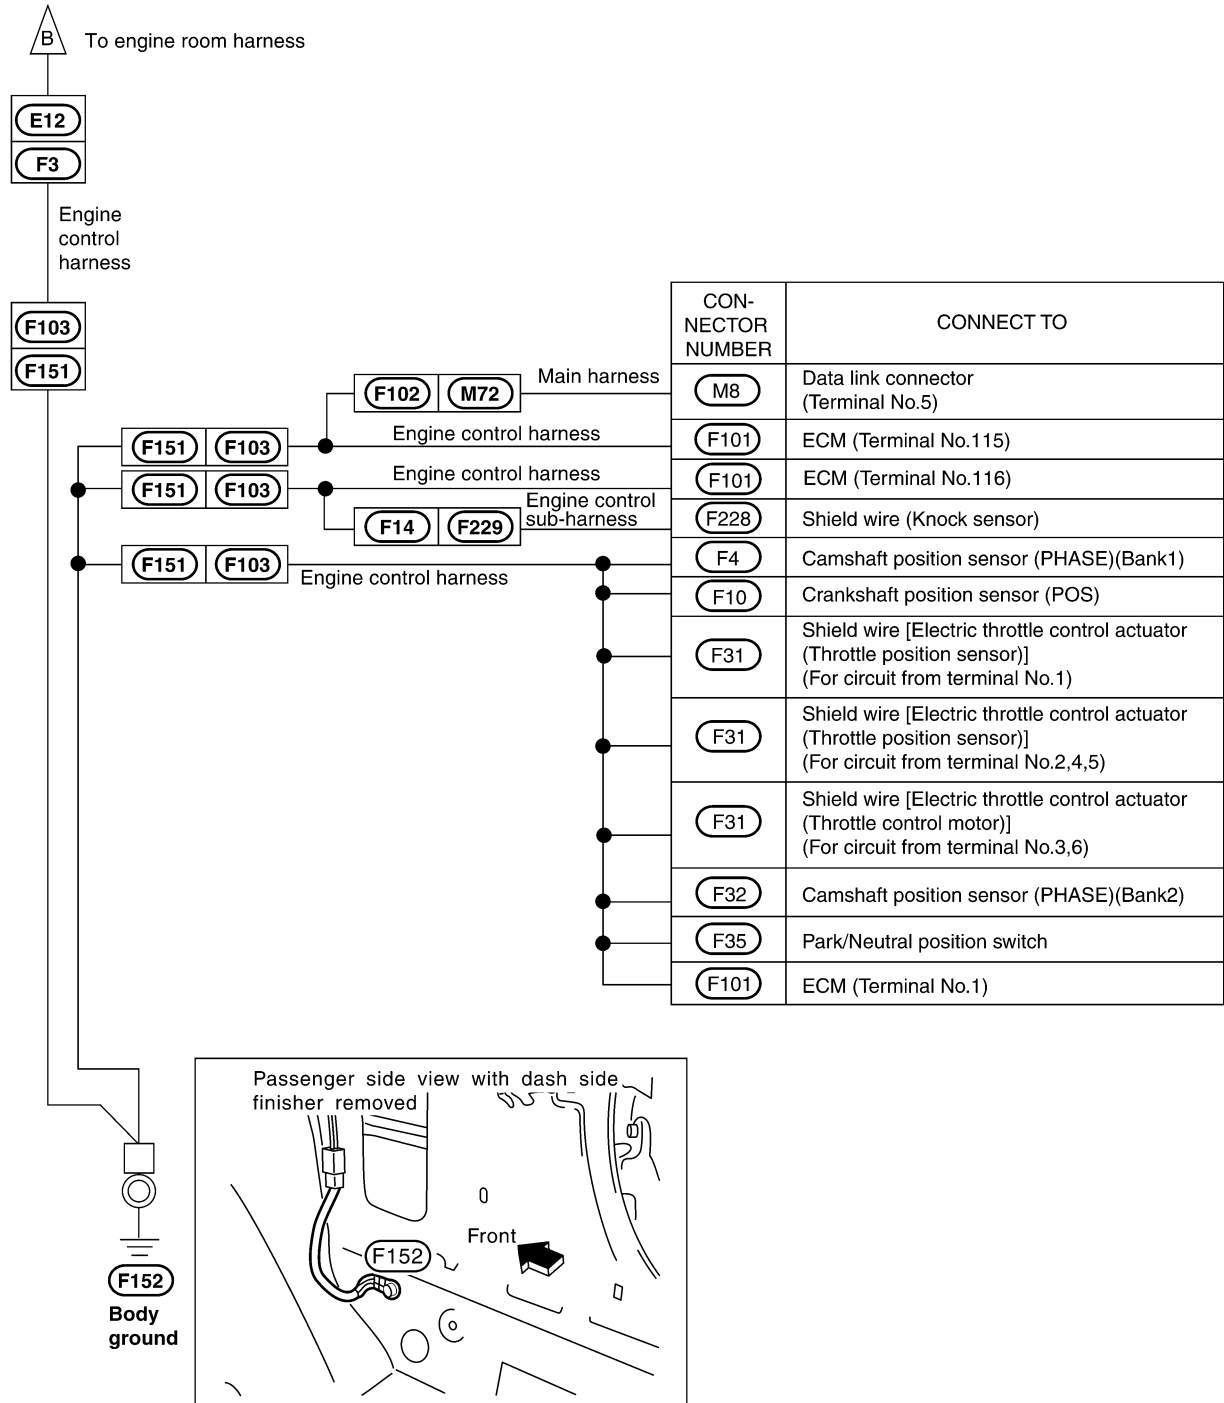 B
To engine room harness
E12
F3
Engine
control
harness
F103
F151
F102 M72
Main harness
F151 F103
Engine control harness
F151 F103
Engine control harness
F14 F229
Engine control
sub-harness
F151 F103
Engine control harness
CON-
NECTOR
NUMBER
CONNECT TO
M8
Data link connector
(Terminal No.5)
F101
ECM (Terminal No.115)
F101
ECM (Terminal No.116)
F228
Shield wire (Knock sensor)
F4
Camshaft position sensor (PHASE)(Bank1)
F10
Crankshaft position sensor (POS)
F31
Shield wire [Electric throttle control actuator
(Throttle position sensor)]
(For circuit from terminal No.1)
F31
Shield wire [Electric throttle control actuator
(Throttle position sensor)]
(For circuit from terminal No.2,4,5)
F31
Shield wire [Electric throttle control actuator
(Throttle control motor)]
(For circuit from terminal No.3,6)
F32
Camshaft position sensor (PHASE)(Bank2)
F35
Park/Neutral position switch
F101
ECM (Terminal No.1)
F152
Body
ground
Passenger side view with dash side
finisher removed
Front
F152